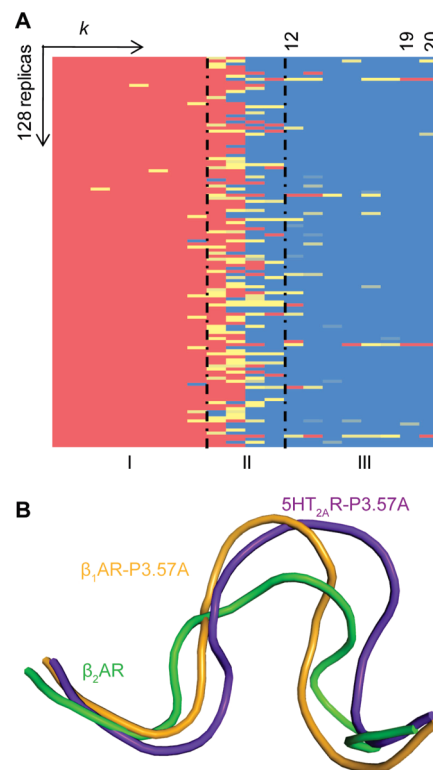 A
k
12
19
20
128 replicas
I II III
B
5HT2AR-P3.57A
β1AR-P3.57A
β2AR